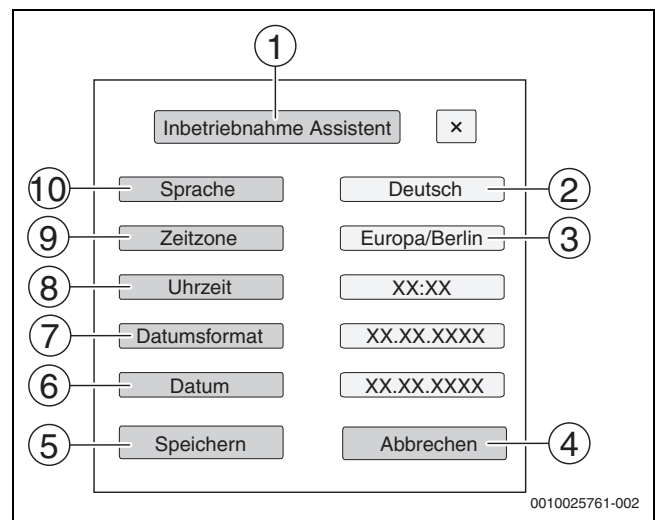 1
Inbetriebnahme Assistent ×
10 Sprache Deutsch 2
9 Zeitzone Europa/Berlin 3
8 Uhrzeit XX:XX
7 Datumsformat XX.XX.XXXX
6 Datum XX.XX.XXXX
5 Speichern Abbrechen 4
0010025761-002